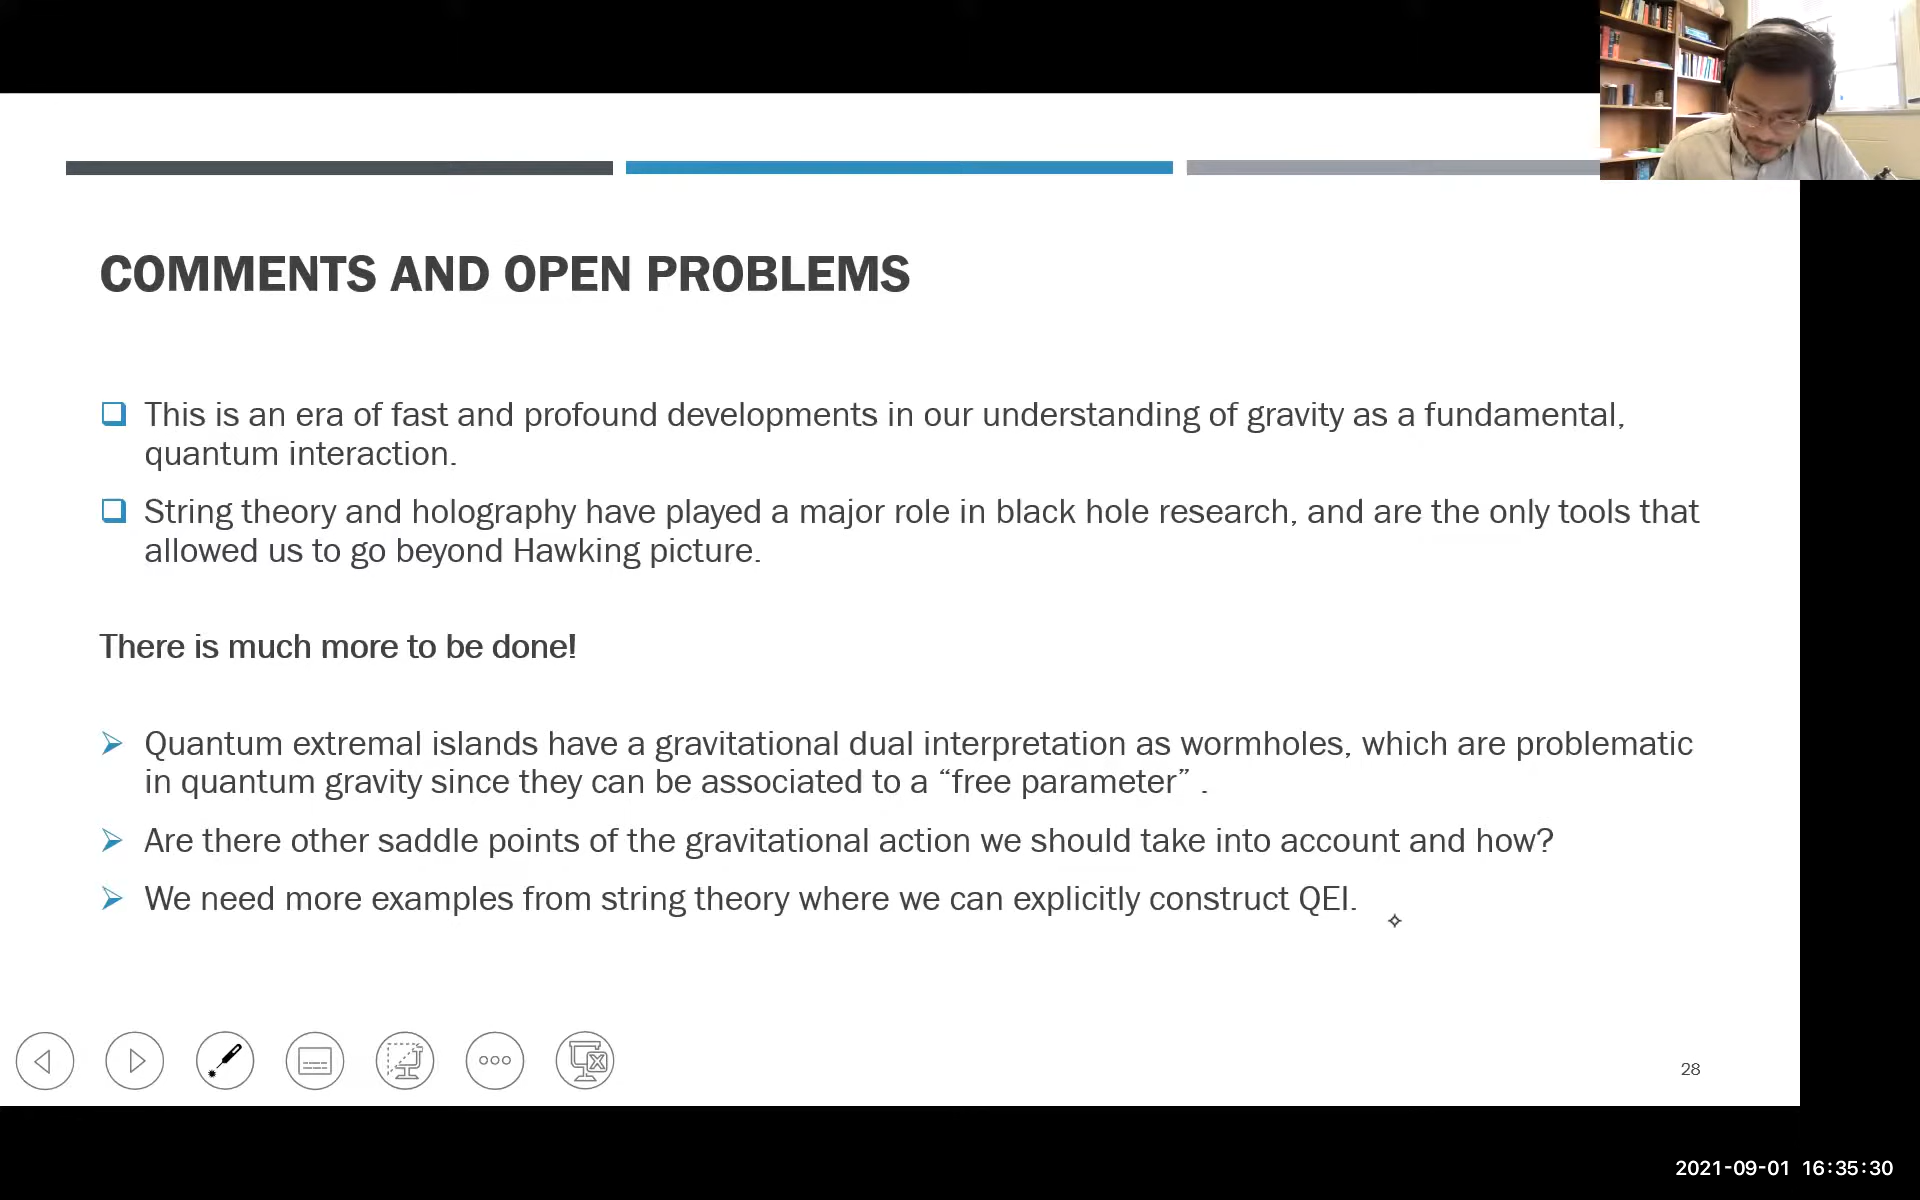 COMMENTS AND OPEN PROBLEMS
This is an era of fast and profound developments in our understanding of gravity as a fundamental,
quantum interaction.
String theory and holography have played a major role in black hole research, and are the only tools that
allowed us to go beyond Hawking picture.
There is much more to be done!
Quantum extremal islands have a gravitational dual interpretation as wormholes, which are problematic
in quantum gravity since they can be associated to a “free parameter” .
Are there other saddle points of the gravitational action we should take into account and how?
We need more examples from string theory where we can explicitly construct QEI.
28
2021-09-01 16:35:30